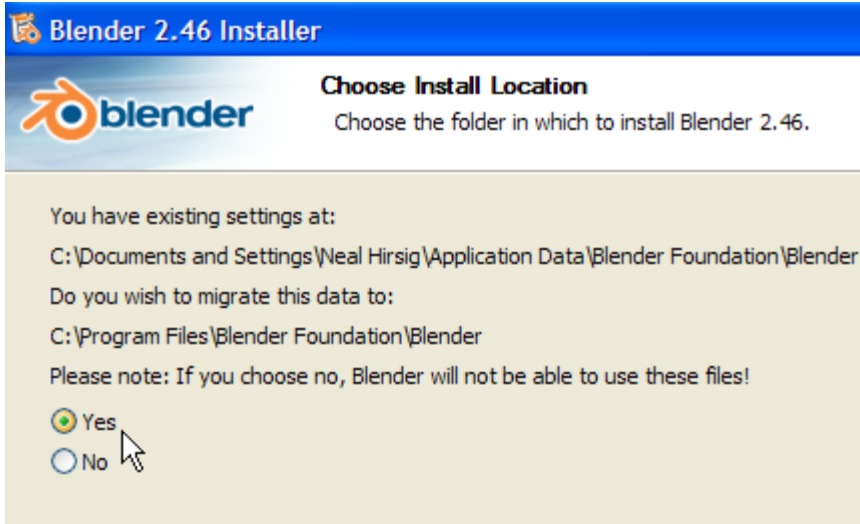 Blender 2.46 Installer
blender
Choose Install Location
Choose the folder in which to install Blender 2.46.
You have existing settings at:
C:\Documents and Settings\Neal Hirsig\Application Data\Blender Foundation\Blender
Do you wish to migrate this data to:
C:\Program Files\Blender Foundation\Blender
Please note: If you choose no, Blender will not be able to use these files!
Yes
No